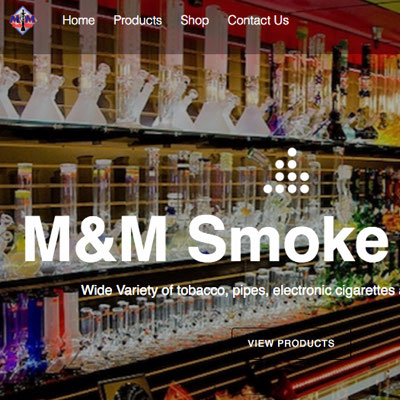 M&M
Home Products Shop Contact Us
M&M Smoke
Wide Variety of tobacco, pipes, electronic cigarettes
VIEW PRODUCTS